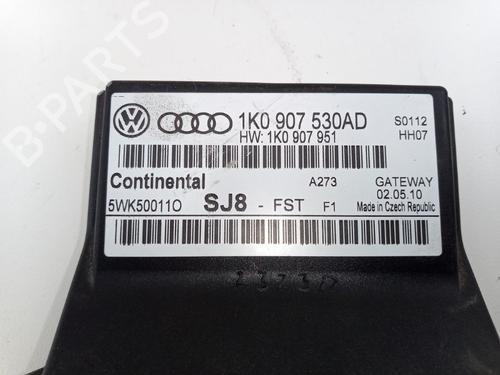 1K0 907 530AD
S0112
HW: 1K0 907 951
HH07
Continental
A273
GATEWAY
02.05.10
5WK50011O
SJ8 - FST
F1
Made in Czech Republic
B-PARTS